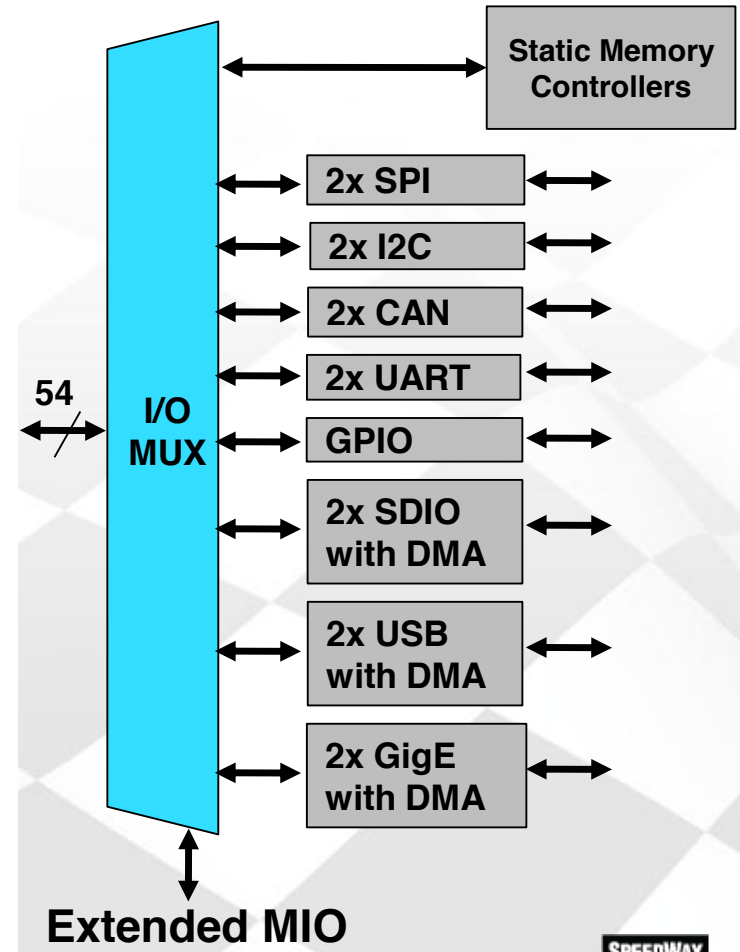 Static Memory
Controllers
2x SPI
2x I2C
2x CAN
2x UART
54
I/O
MUX
GPIO
2x SDIO
with DMA
2x USB
with DMA
2x GigE
with DMA
Extended MIO
SPEEDWAY